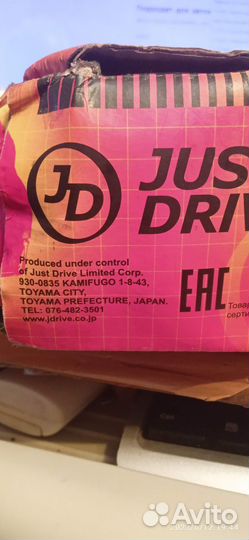 JD
JUS
DRIV
Produced under control
of Just Drive Limited Corp.
930-0835 KAMIFUGO 1-8-43,
TOYAMA CITY,
TOYAMA PREFECTURE, JAPAN.
TEL: 076-482-3501
www.jdrive.co.jp
EAC
Това
серти
Avito